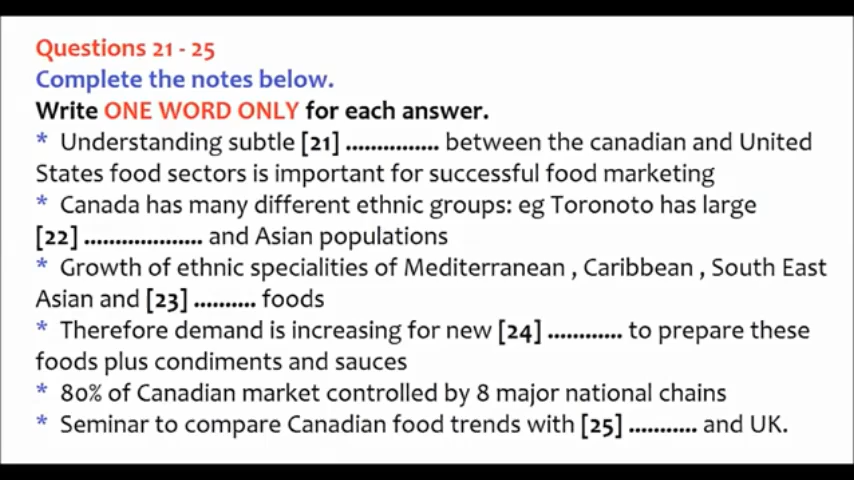 Questions 21 - 25
Complete the notes below.
Write ONE WORD ONLY for each answer.
* Understanding subtle [21] ............... between the canadian and United
States food sectors is important for successful food marketing
* Canada has many different ethnic groups: eg Toronoto has large
[22] ................... and Asian populations
* Growth of ethnic specialities of Mediterranean , Caribbean , South East
Asian and [23] .......... foods
* Therefore demand is increasing for new [24] ............ to prepare these
foods plus condiments and sauces
* 80% of Canadian market controlled by 8 major national chains
* Seminar to compare Canadian food trends with [25] ........... and UK.